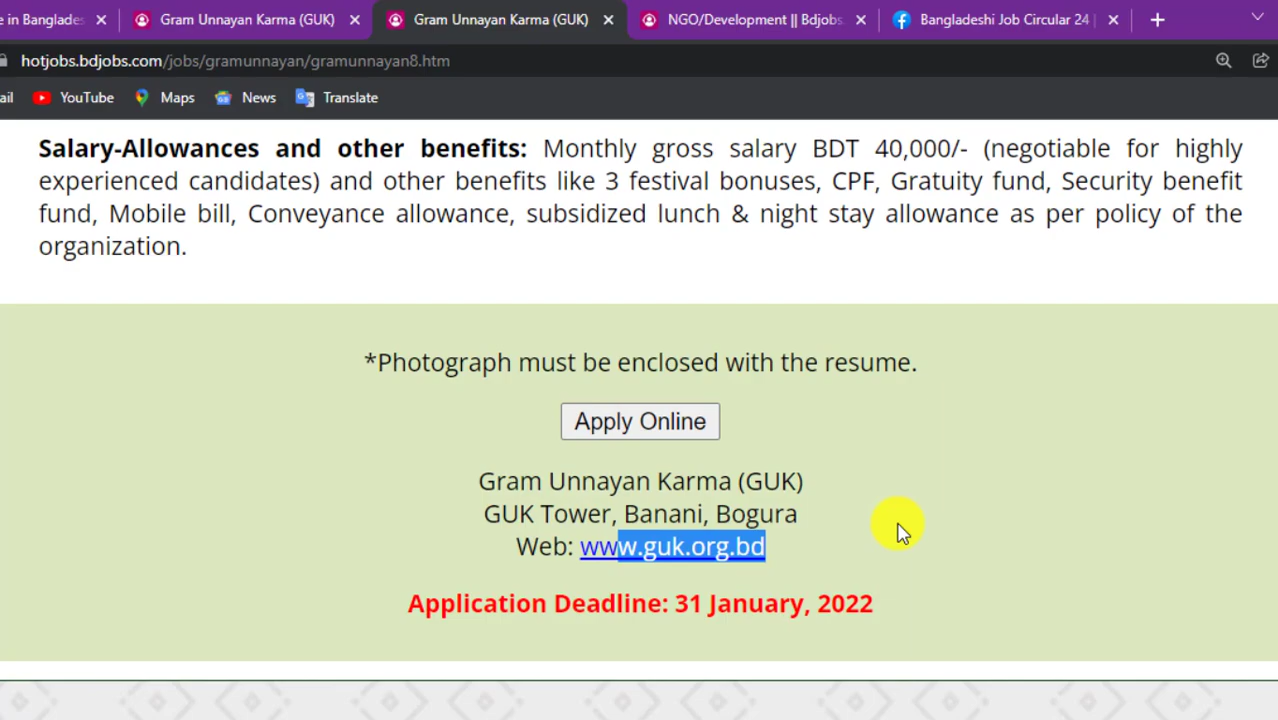 e in Banglades
Gram Unnayan Karma (GUK)
Gram Unnayan Karma (GUK)
NGO/Development || Bdjobs.
Bangladeshi Job Circular 24 |
hotjobs.bdjobs.com/jobs/gramunnayan/gramunnayan8.htm
ail
YouTube
Maps
News
Translate
Salary-Allowances and other benefits: Monthly gross salary BDT 40,000/- (negotiable for highly
experienced candidates) and other benefits like 3 festival bonuses, CPF, Gratuity fund, Security benefit
fund, Mobile bill, Conveyance allowance, subsidized lunch & night stay allowance as per policy of the
organization.
*Photograph must be enclosed with the resume.
Apply Online
Gram Unnayan Karma (GUK)
GUK Tower, Banani, Bogura
Web: www.guk.org.bd
Application Deadline: 31 January, 2022